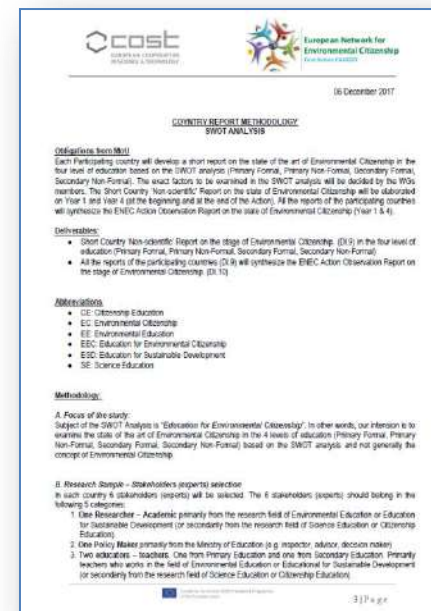 cost
EUROPEAN COOPERATION
IN SCIENCE & TECHNOLOGY
European Network for
Environmental Citizenship
06 December 2017
COYNTRY REPORT METHODOLOGY
SWOT ANALYSIS
Obligations from MoU
Each Participating country will develop a short report on the state of the art of Environmental Citizenship in the
four level of education based on the SWOT analysis (Primary Formal, Primary Non-Formal, Secondary Formal,
Secondary Non-Formal). The exact factors to be examined in the SWOT analysis will be decided by the WGs
members. The Short Country 'Non-scientific' Report on the state of Environmental Citizenship will be elaborated
on Year 1 and Year 4 (at the beginning and at the end of the Action). All the reports of the participating countries
will synthesize the ENEC Action Observation Report on the state of Environmental Citizenship (Year 1 & 4).
Deliverables:
• Short Country 'Non-scientific' Report on the stage of Environmental Citizenship. (DI.9) in the four level of
education (Primary Formal, Primary Non-Formal, Secondary Formal, Secondary Non-Formal)
• All the reports of the participating countries (DI.9) will synthesize the ENEC Action Observation Report on
the stage of Environmental Citizenship. (DI.10)
Abbreviations
• CE: Citizenship Education
• EC: Environmental Citizenship
• EE: Environmental Education
• EEC: Education for Environmental Citizenship
• ESD: Education for Sustainable Development
• SE: Science Education
Methodology:
A. Focus of the study:
Subject of the SWOT Analysis is "Education for Environmental Citizenship". In other words, our intension is to
examine the state of the art of Environmental Citizenship in the 4 levels of education (Primary Formal, Primary
Non-Formal, Secondary Formal, Secondary Non-Formal) based on the SWOT analysis and not generally the
concept of Environmental Citizenship.
B. Research Sample – Stakeholders (experts) selection
In each country 6 stakeholders (experts) will be selected. The 6 stakeholders (experts) should belong in the
following 5 categories:
1. One Researcher – Academic primarily from the research field of Environmental Education or Education
for Sustainable Development (or secondarily from the research field of Science Education or Citizenship
Education)
2. One Policy Maker primarily from the Ministry of Education (e.g. inspector, advisor, decision maker)
3. Two educators – teachers. One from Primary Education and one from Secondary Education. Primarily
teachers who works in the field of Environmental Education or Educational for Sustainable Development
(or secondarily from the research field of Science Education or Citizenship Education)
3 | P a g e